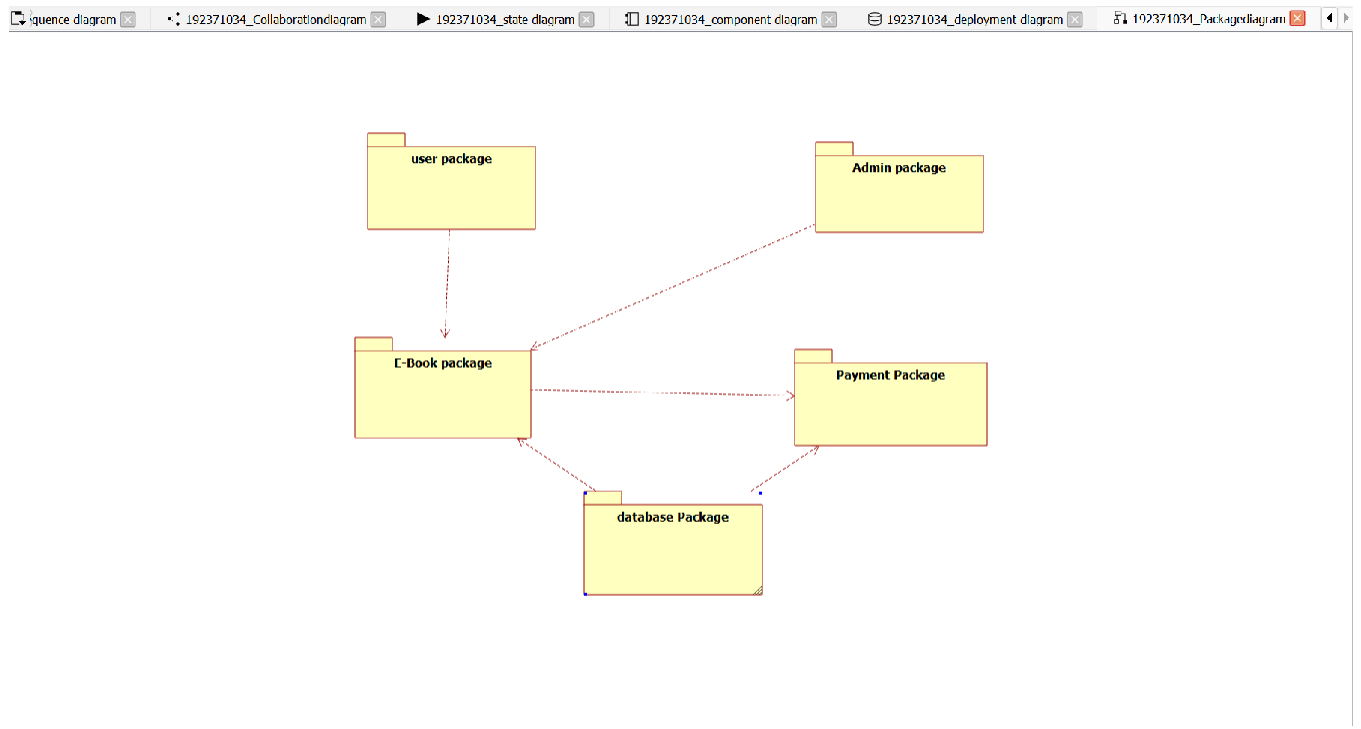 quence diagram 192371034_Collaborationdiagram 192371034_state diagram 192371034_component diagram 192371034_deployment diagram 192371034_Packagediagram
user package
Admin package
E-Book package
Payment Package
database Package